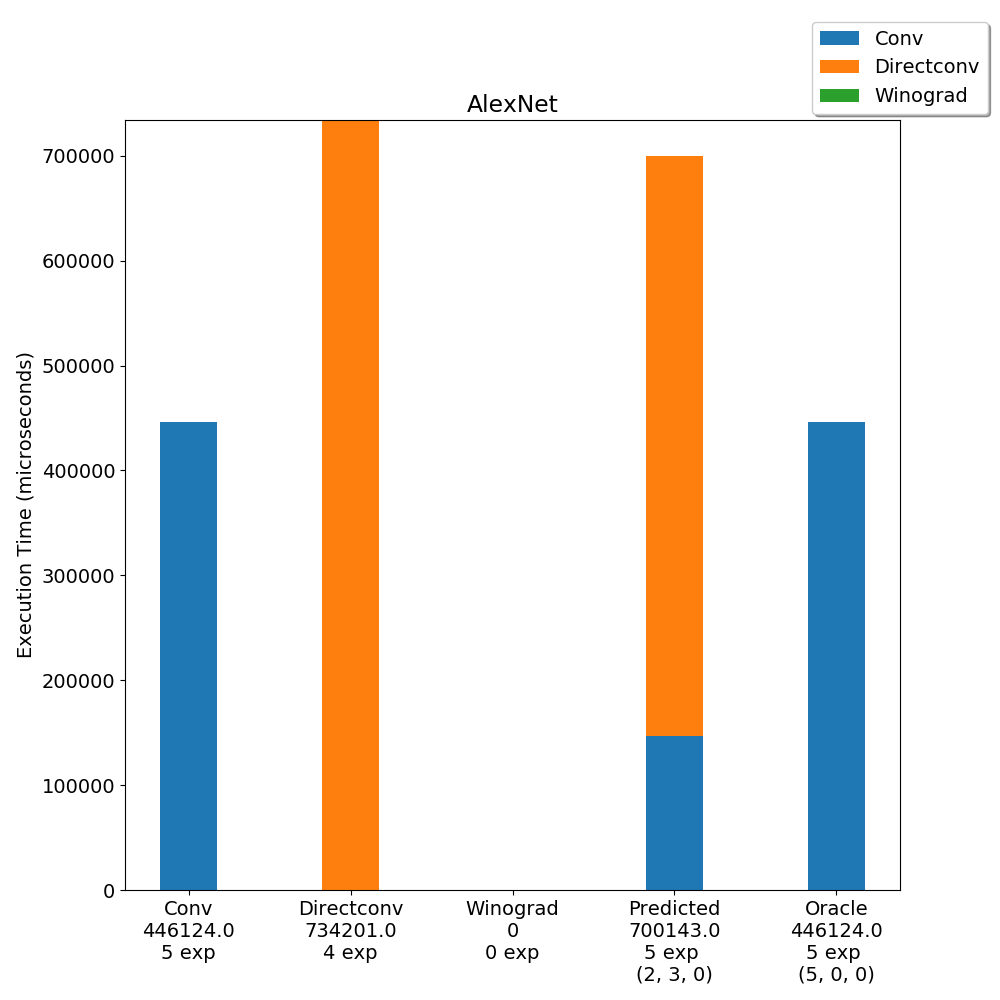 Conv
Directconv
Winograd
AlexNet
Execution Time (microseconds)
700000
600000
500000
400000
300000
200000
100000
0
Conv
446124.0
5 exp
Directconv
734201.0
4 exp
Winograd
0
0 exp
Predicted
700143.0
5 exp
(2, 3, 0)
Oracle
446124.0
5 exp
(5, 0, 0)